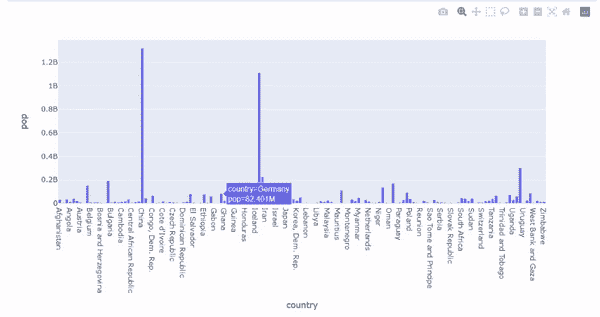 1.2B
1B
0.8B
0.6B
0.4B
0.2B
0
pop
country=Germany
pop=82.401M
Afghanistan
Angola
Austria
Belgium
Bosnia and Herzegovina
Bulgaria
Cambodia
Central African Republic
China
Congo, Dem. Rep.
Cote d'Ivoire
Czech Republic
Dominican Republic
El Salvador
Ethiopia
Gabon
Ghana
Guinea
Honduras
Iceland
Iran
Israel
Japan
Korea, Dem. Rep.
Lebanon
Libya
Malaysia
Mauritius
Montenegro
Myanmar
Netherlands
Niger
Oman
Paraguay
Poland
Reunion
Sao Tome and Principe
Serbia
Slovak Republic
South Africa
Sudan
Switzerland
Tanzania
Trinidad and Tobago
Uganda
Uruguay
West Bank and Gaza
Zimbabwe
country